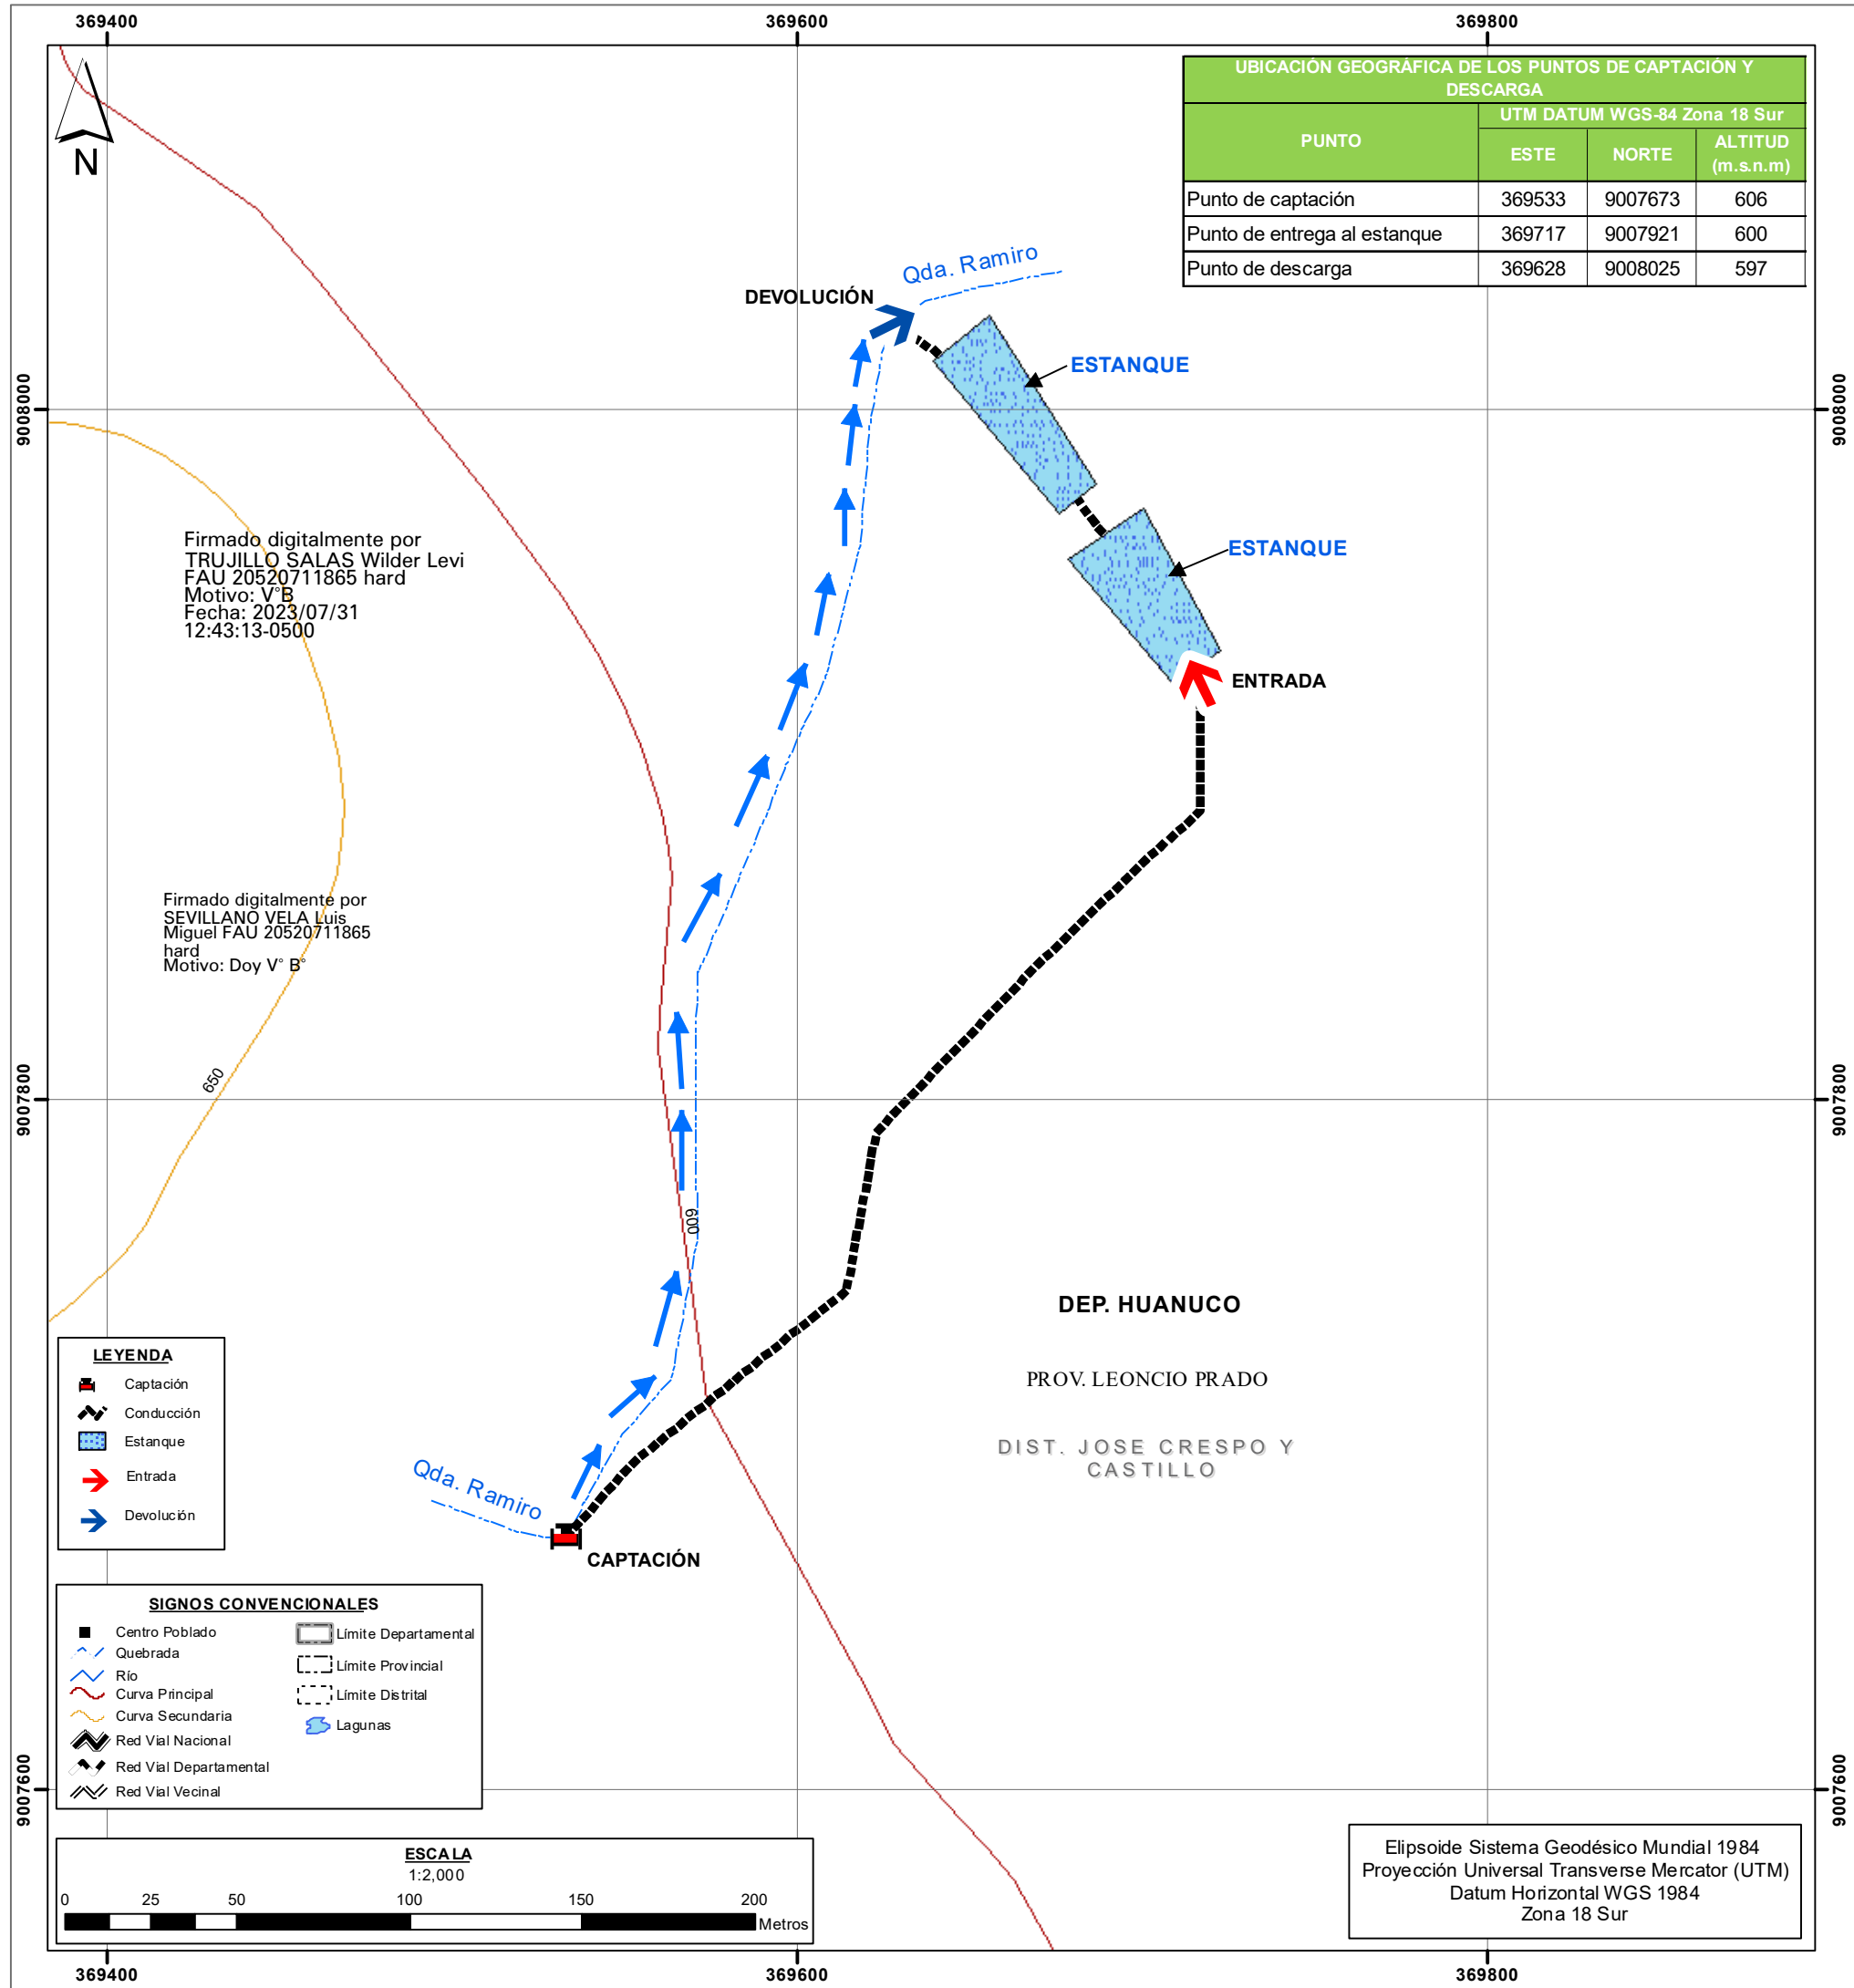 369400
369600
369800
N
UBICACIÓN GEOGRÁFICA DE LOS PUNTOS DE CAPTACIÓN Y
DESCARGA
PUNTO
UTM DATUM WGS-84 Zona 18 Sur
ESTE
NORTE
ALTITUD
(m.s.n.m)
Punto de captación 369533 9007673 606
Punto de entrega al estanque 369717 9007921 600
Punto de descarga 369628 9008025 597
Qda. Ramiro
DEVOLUCIÓN
ESTANQUE
9008000
9008000
Firmado digitalmente por
TRUJILLO SALAS Wilder Levi
FAU 20520711865 hard
Motivo: V°B
Fecha: 2023/07/31
12:43:13-0500
ESTANQUE
ENTRADA
Firmado digitalmente por
SEVILLANO VELA Luis
Miguel FAU 20520711865
hard
Motivo: Doy V° B°
650
9007800
9007800
600
DEP. HUANUCO
PROV. LEONCIO PRADO
DIST. JOSE CRESPO Y
CASTILLO
LEYENDA
Captación
Conducción
Estanque
Entrada
Devolución
Qda. Ramiro
CAPTACIÓN
SIGNOS CONVENCIONALES
Centro Poblado
Quebrada
Río
Curva Principal
Curva Secundaria
Red Vial Nacional
Red Vial Departamental
Red Vial Vecinal
Límite Departamental
Límite Provincial
Límite Distrital
Lagunas
9007600
9007600
ESCALA
1:2,000
0 25 50 100 150 200
Metros
Elipsoide Sistema Geodésico Mundial 1984
Proyección Universal Transverse Mercator (UTM)
Datum Horizontal WGS 1984
Zona 18 Sur
369400
369600
369800